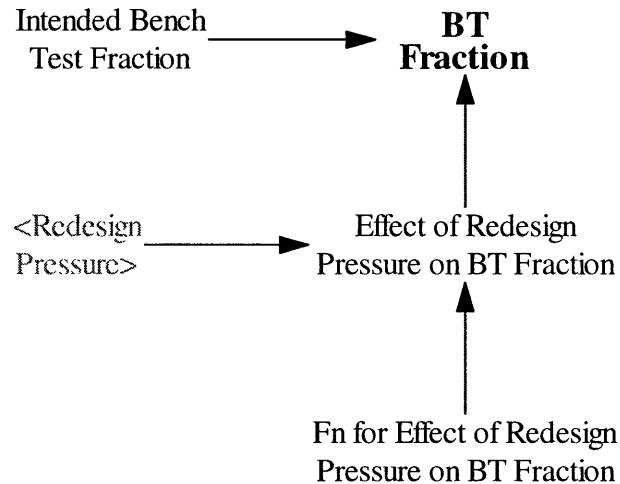 Intended Bench
Test Fraction
BT
Fraction
<Redesign
Pressure>
Effect of Redesign
Pressure on BT Fraction
Fn for Effect of Redesign
Pressure on BT Fraction